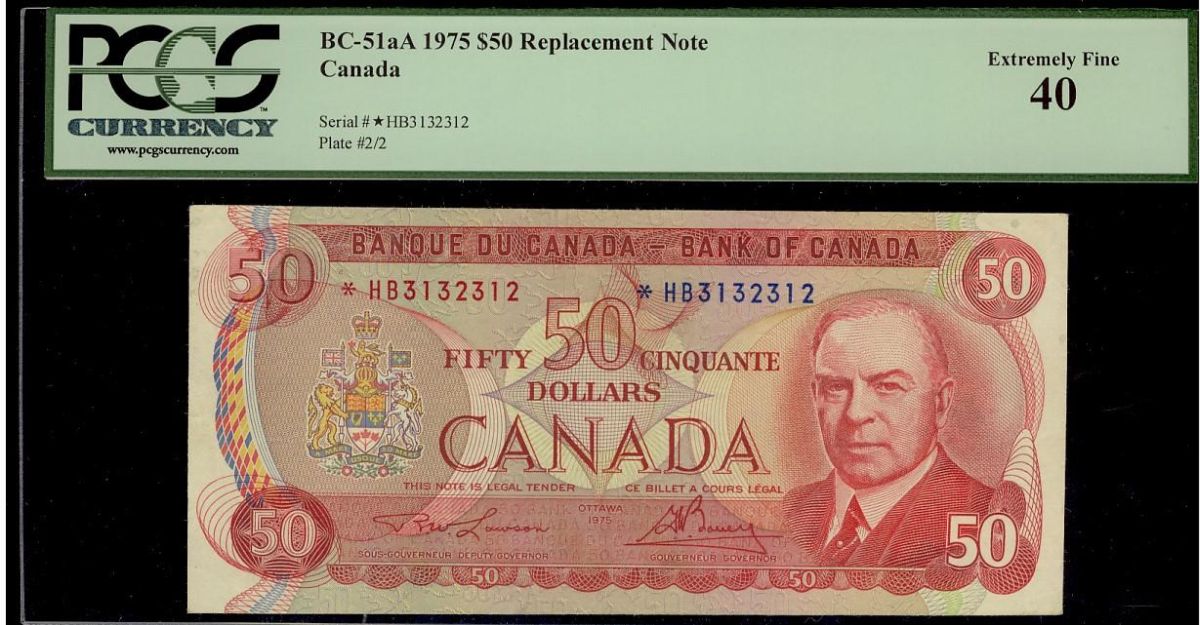 PCGS
CURRENCY
™
www.pcgscurrency.com
BC-51aA 1975 $50 Replacement Note
Canada
Serial #★HB3132312
Plate #2/2
Extremely Fine
40
BANQUE DU CANADA – BANK OF CANADA
50
50
*HB3132312
*HB3132312
FIFTY 50 CINQUANTE
DOLLARS
CANADA
THIS NOTE IS LEGAL TENDER
CE BILLET A COURS LÉGAL
OTTAWA
1975
SOUS-GOUVERNEUR DEPUTY GOVERNOR
GOUVERNEUR GOVERNOR
50
50
50
50